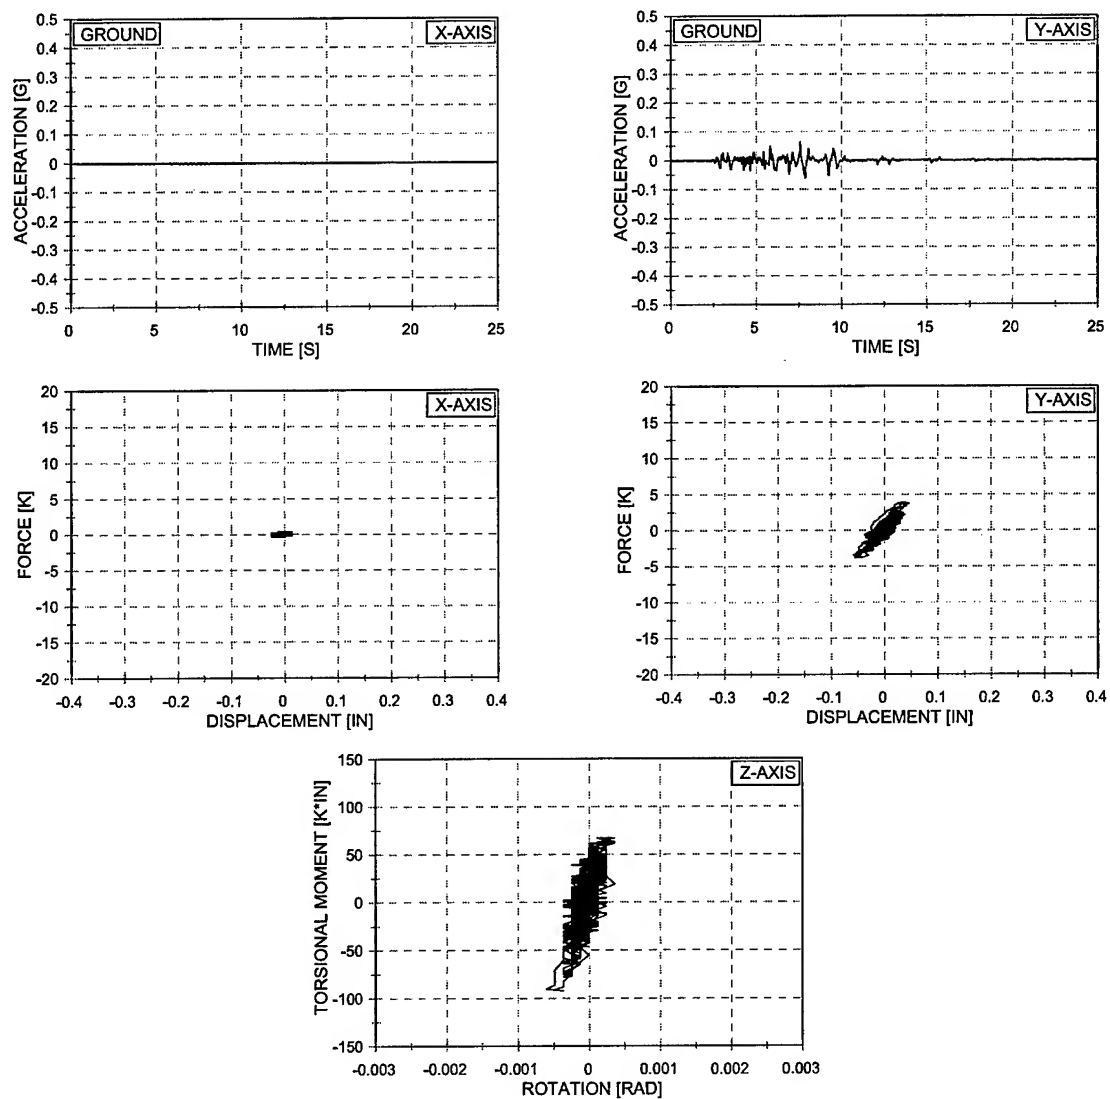 GROUND
X-AXIS
ACCELERATION [G]
0.5
0.4
0.3
0.2
0.1
0
-0.1
-0.2
-0.3
-0.4
-0.5
0 5 10 15 20 25
TIME [S]
GROUND
Y-AXIS
ACCELERATION [G]
0.5
0.4
0.3
0.2
0.1
0
-0.1
-0.2
-0.3
-0.4
-0.5
0 5 10 15 20 25
TIME [S]
X-AXIS
FORCE [K]
20
15
10
5
0
-5
-10
-15
-20
-0.4 -0.3 -0.2 -0.1 0 0.1 0.2 0.3 0.4
DISPLACEMENT [IN]
Y-AXIS
FORCE [K]
20
15
10
5
0
-5
-10
-15
-20
-0.4 -0.3 -0.2 -0.1 0 0.1 0.2 0.3 0.4
DISPLACEMENT [IN]
Z-AXIS
TORSIONAL MOMENT [K*IN]
150
100
50
0
-50
-100
-150
-0.003 -0.002 -0.001 0 0.001 0.002 0.003
ROTATION [RAD]